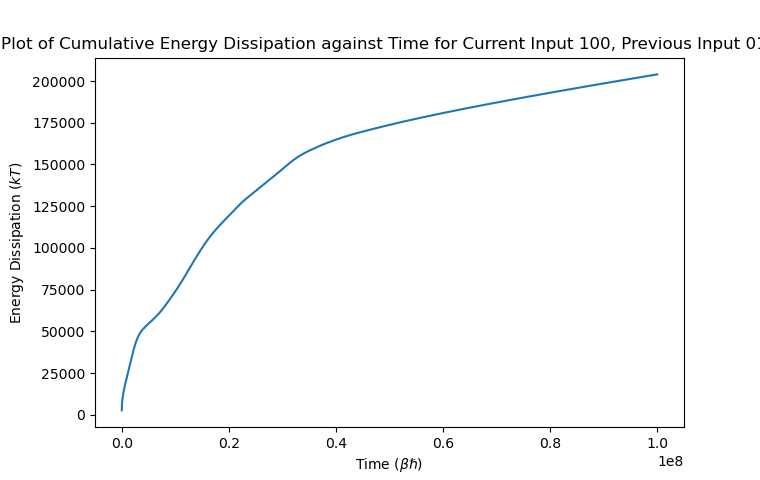 Plot of Cumulative Energy Dissipation against Time for Current Input 100, Previous Input 01
200000
175000
150000
125000
100000
75000
50000
25000
0
Energy Dissipation (kT)
0.0 0.2 0.4 0.6 0.8 1.0
1e8
Time (βħ)